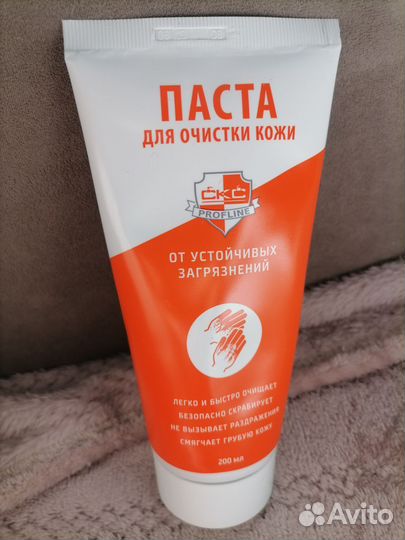 ПАСТА
ДЛЯ ОЧИСТКИ КОЖИ
СКС
PROFLINE
ОТ УСТОЙЧИВЫХ
ЗАГРЯЗНЕНИЙ
ЛЕГКО И БЫСТРО ОЧИЩАЕТ
БЕЗОПАСНО СКРАБИРУЕТ
НЕ ВЫЗЫВАЕТ РАЗДРАЖЕНИЯ
СМЯГЧАЕТ ГРУБУЮ КОЖУ
200 мл
Avito